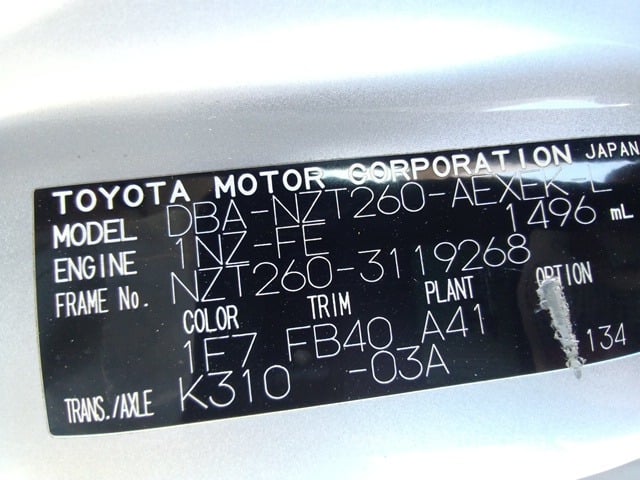 TOYOTA MOTOR CORPORATION JAPAN
MODEL DBA-NZT260-AEXEK-L
ENGINE 1NZ-FE 1496 mL
FRAME No. NZT260-3119268
COLOR TRIM PLANT OPTION
1F7 FB40 A41 134
TRANS./AXLE K310 -03A